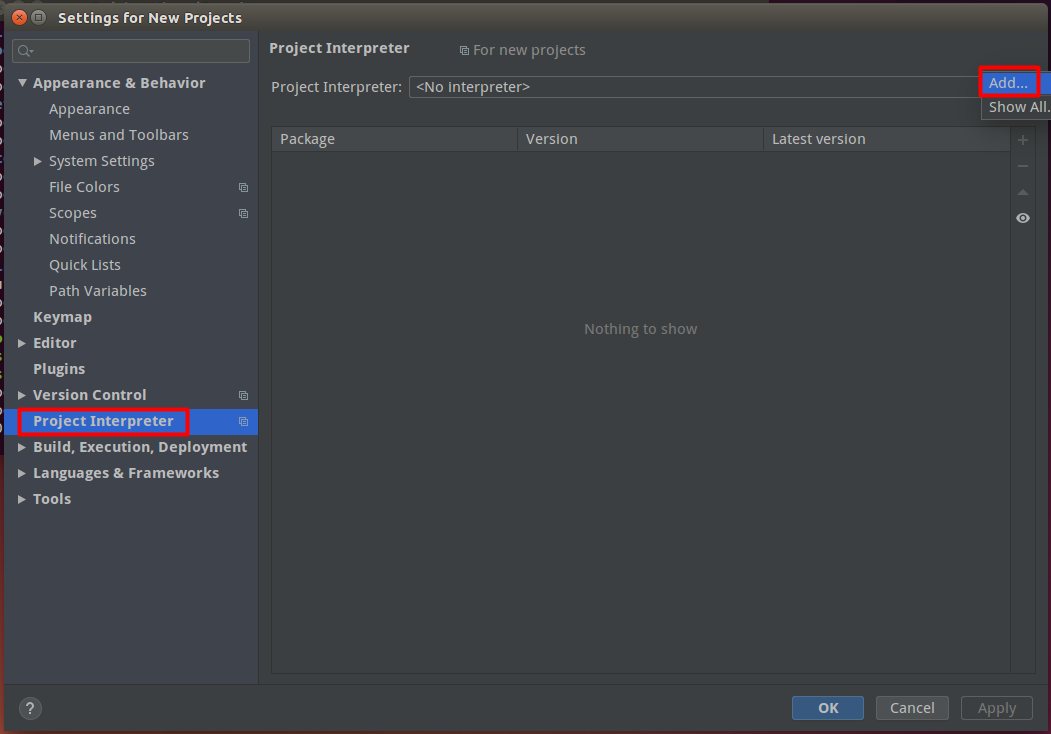 Settings for New Projects
Project Interpreter
For new projects
Project Interpreter: <No interpreter>
Add...
Show All.
Appearance & Behavior
Appearance
Menus and Toolbars
System Settings
File Colors
Scopes
Notifications
Quick Lists
Path Variables
Keymap
Editor
Plugins
Version Control
Project Interpreter
Build, Execution, Deployment
Languages & Frameworks
Tools
Package Version Latest version
Nothing to show
?
OK Cancel Apply